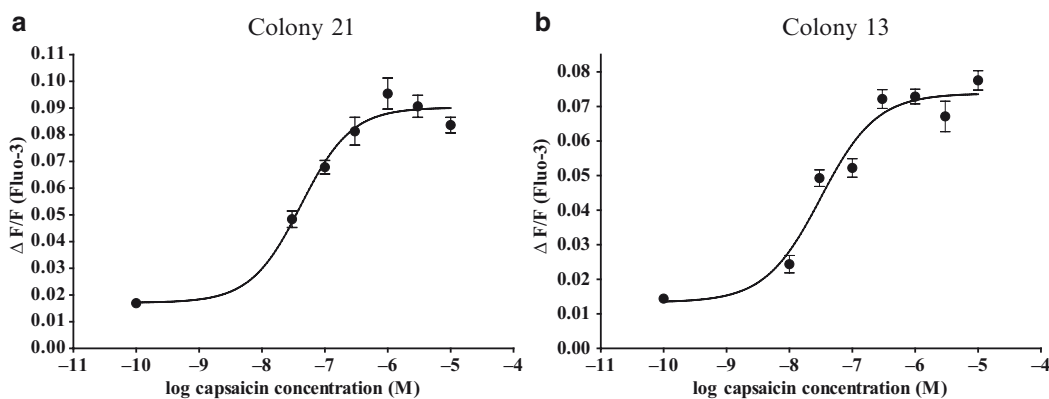 a
Colony 21
Δ F/F (Fluo-3)
0.11
0.10
0.09
0.08
0.07
0.06
0.05
0.04
0.03
0.02
0.01
0.00
–11 –10 –9 –8 –7 –6 –5 –4
log capsaicin concentration (M)
b
Colony 13
Δ F/F (Fluo-3)
0.08
0.07
0.06
0.05
0.04
0.03
0.02
0.01
0.00
–11 –10 –9 –8 –7 –6 –5 –4
log capsaicin concentration (M)